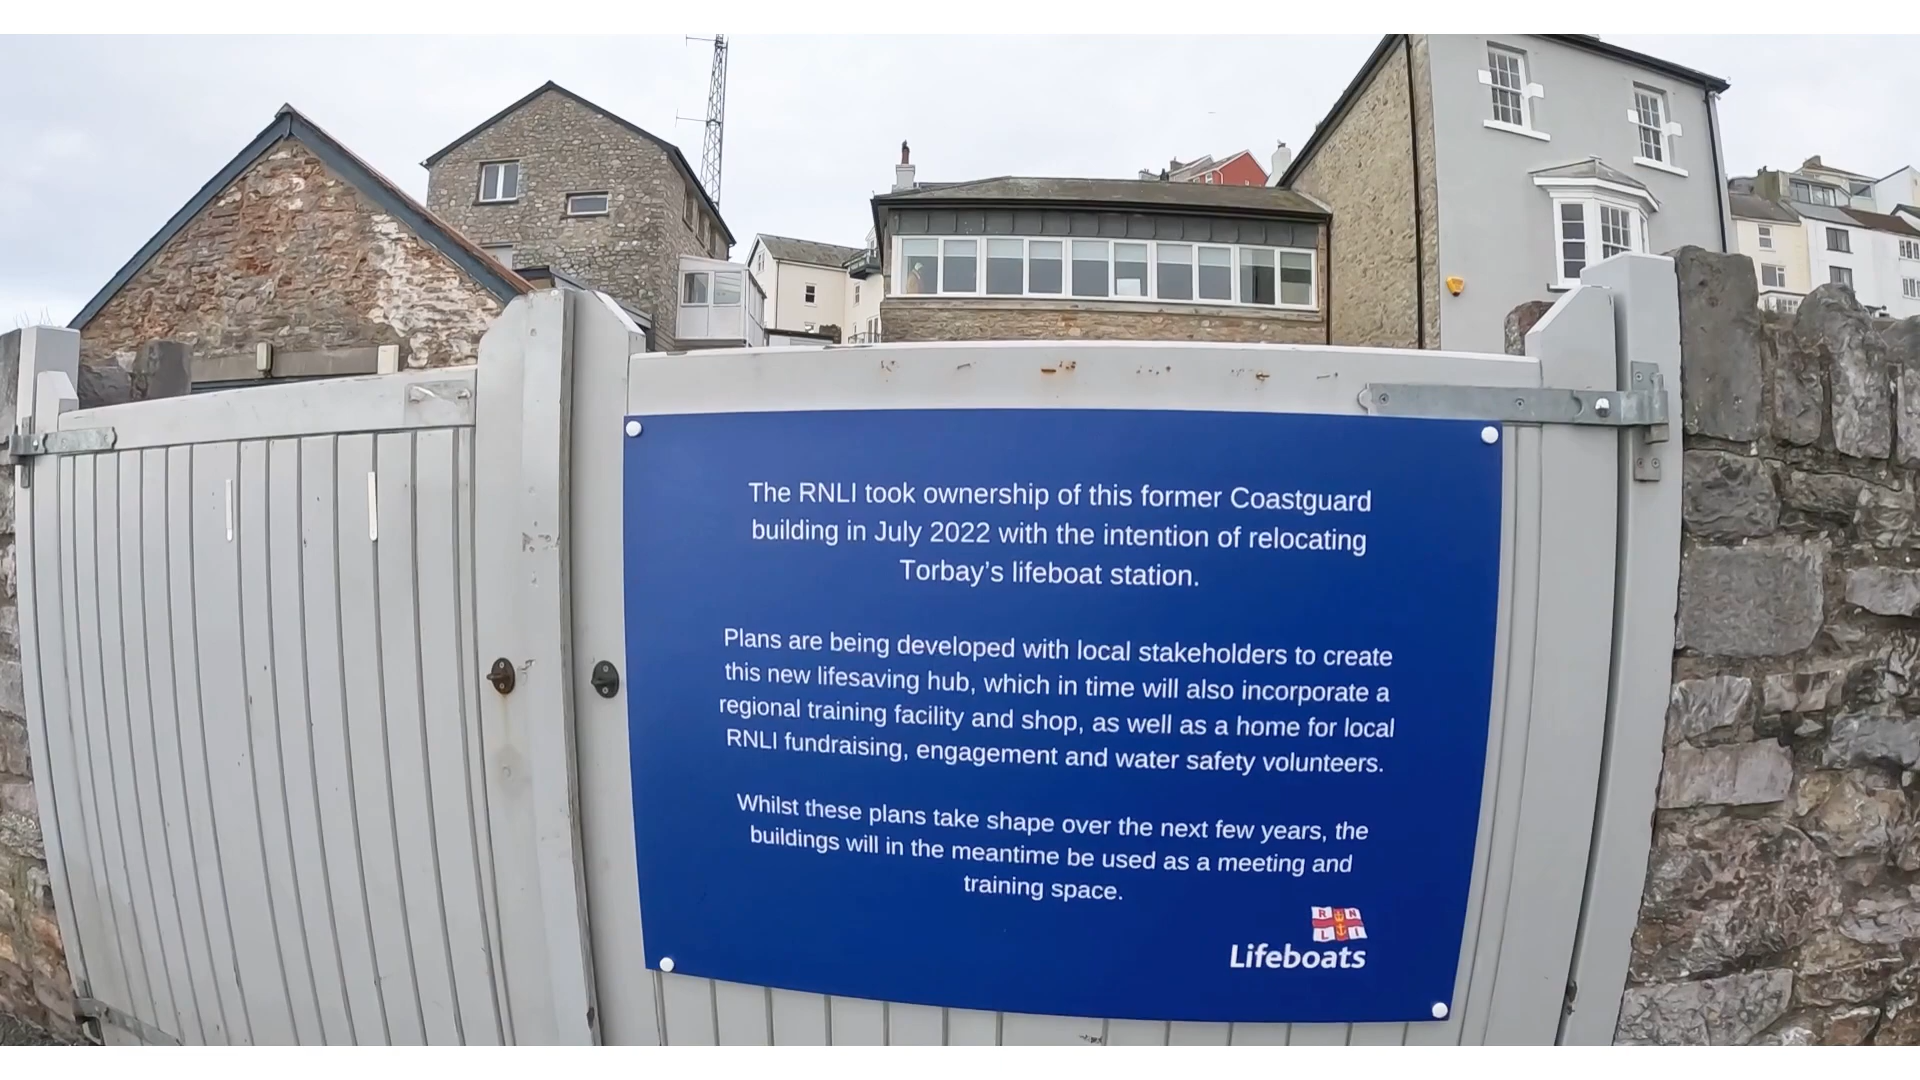 The RNLI took ownership of this former Coastguard
building in July 2022 with the intention of relocating
Torbay’s lifeboat station.
Plans are being developed with local stakeholders to create
this new lifesaving hub, which in time will also incorporate a
regional training facility and shop, as well as a home for local
RNLI fundraising, engagement and water safety volunteers.
Whilst these plans take shape over the next few years, the
buildings will in the meantime be used as a meeting and
training space.
R N
L I
Lifeboats